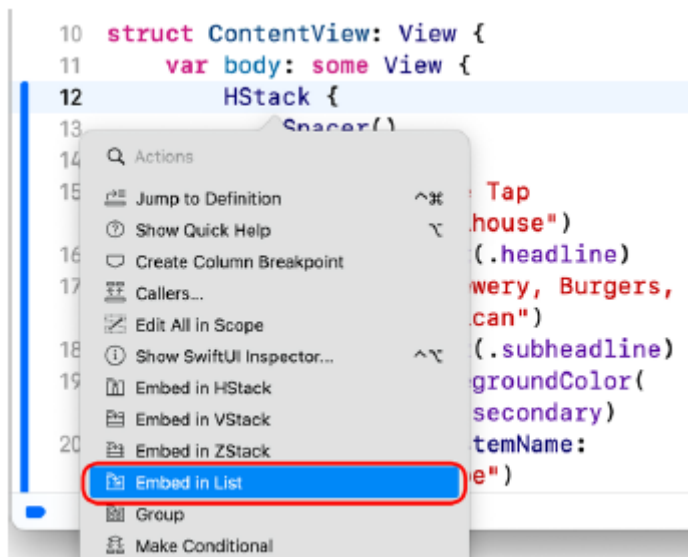 10 struct ContentView: View {
11 var body: some View {
12 HStack {
13 Spacer()
14
Actions
15 Tap
Jump to Definition ^⌘
house")
Show Quick Help ⌥
16 (.headline)
Create Column Breakpoint
17 wery, Burgers,
Callers...
can")
Edit All in Scope
18 (.subheadline)
Show SwiftUI Inspector... ^⌥
19 groundColor(
Embed in HStack
secondary)
Embed in VStack
20 temName:
Embed in ZStack
e")
Embed in List
Group
Make Conditional